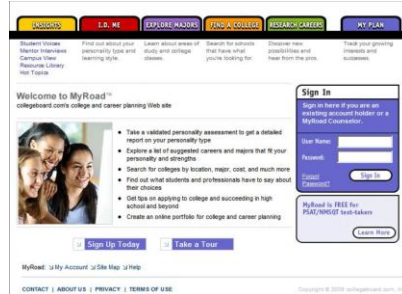 INSIGHTS
I.D. ME
EXPLORE MAJORS
FIND A COLLEGE
RESEARCH CAREERS
MY PLAN
Student Voices
Mentor Interviews
Campus View
Resource Library
Hot Topics
Find out about your
personality type and
learning style.
Learn about areas of
study and college
classes.
Search for schools
that have what
you're looking for.
Discover new
possibilities and
hear from the pros.
Track your growing
interests and
successes.
Welcome to MyRoad™
collegeboard.com's college and career planning Web site
Take a validated personality assessment to get a detailed
report on your personality type
Explore a list of suggested careers and majors that fit your
personality and strengths
Search for colleges by location, major, cost, and much more
Find out what students and professionals have to say about
their choices
Get tips on applying to college and succeeding in high
school and beyond
Create an online portfolio for college and career planning
Sign Up Today
Take a Tour
Sign In
Sign in here if you are an
existing account holder or a
MyRoad Counselor.
User Name:
Password:
Forgot
Password?
Sign In
MyRoad is FREE for
PSAT/NMSQT test-takers
Learn More
MyRoad: My Account Site Map Help
CONTACT | ABOUT US | PRIVACY | TERMS OF USE